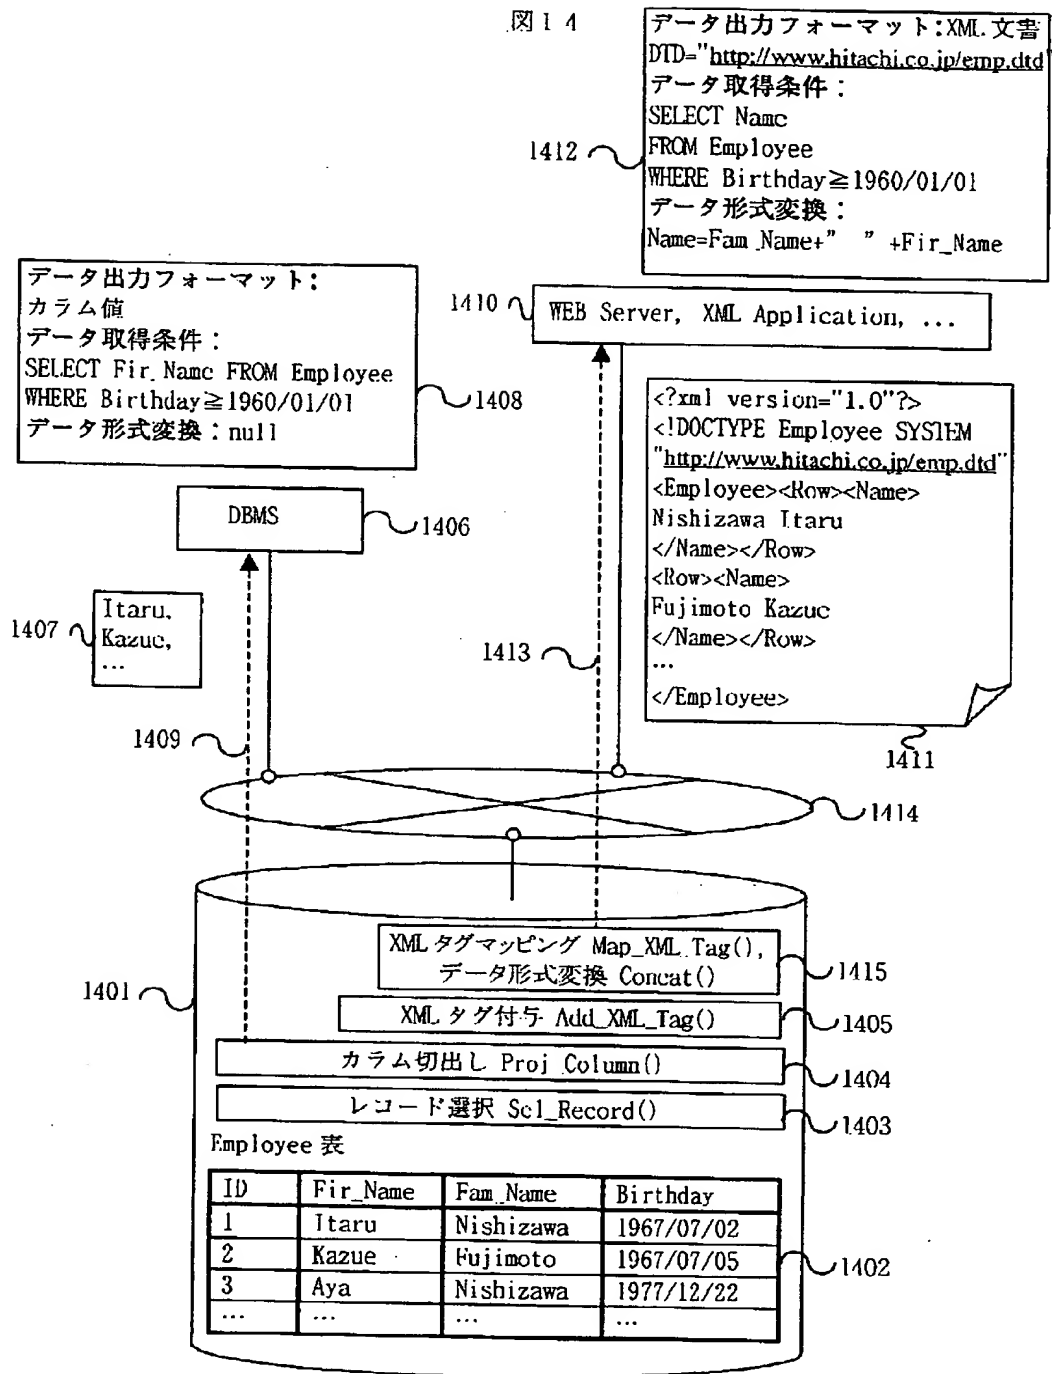 図14
データ出力フォーマット:XML文書
DTD="http://www.hitachi.co.jp/emp.dtd
データ取得条件：
SELECT Name
FROM Employee
WHERE Birthday≧1960/01/01
データ形式変換：
Name=Fam_Name+"  "+Fir_Name
1412
データ出力フォーマット:
カラム値
データ取得条件：
SELECT Fir_Name FROM Employee
WHERE Birthday≧1960/01/01
データ形式変換：null
1408
1410
WEB Server, XML Application, ...
<?xml version="1.0"?>
<!DOCTYPE Employee SYSTEM
"http://www.hitachi.co.jp/emp.dtd"
<Employee><Row><Name>
Nishizawa Itaru
</Name></Row>
<Row><Name>
Fujimoto Kazue
</Name></Row>
...
</Employee>
1411
DBMS
1406
1407
Itaru,
Kazue,
...
1413
1409
1414
1401
XMLタグマッピング Map_XML_Tag(),
データ形式変換 Concat()
1415
XMLタグ付与 Add_XML_Tag()
1405
カラム切出し Proj_Column()
1404
レコード選択 Sel_Record()
1403
Employee 表
ID Fir_Name Fam_Name Birthday
1 Itaru Nishizawa 1967/07/02
2 Kazue Fujimoto 1967/07/05
3 Aya Nishizawa 1977/12/22
... ... ... ...
1402